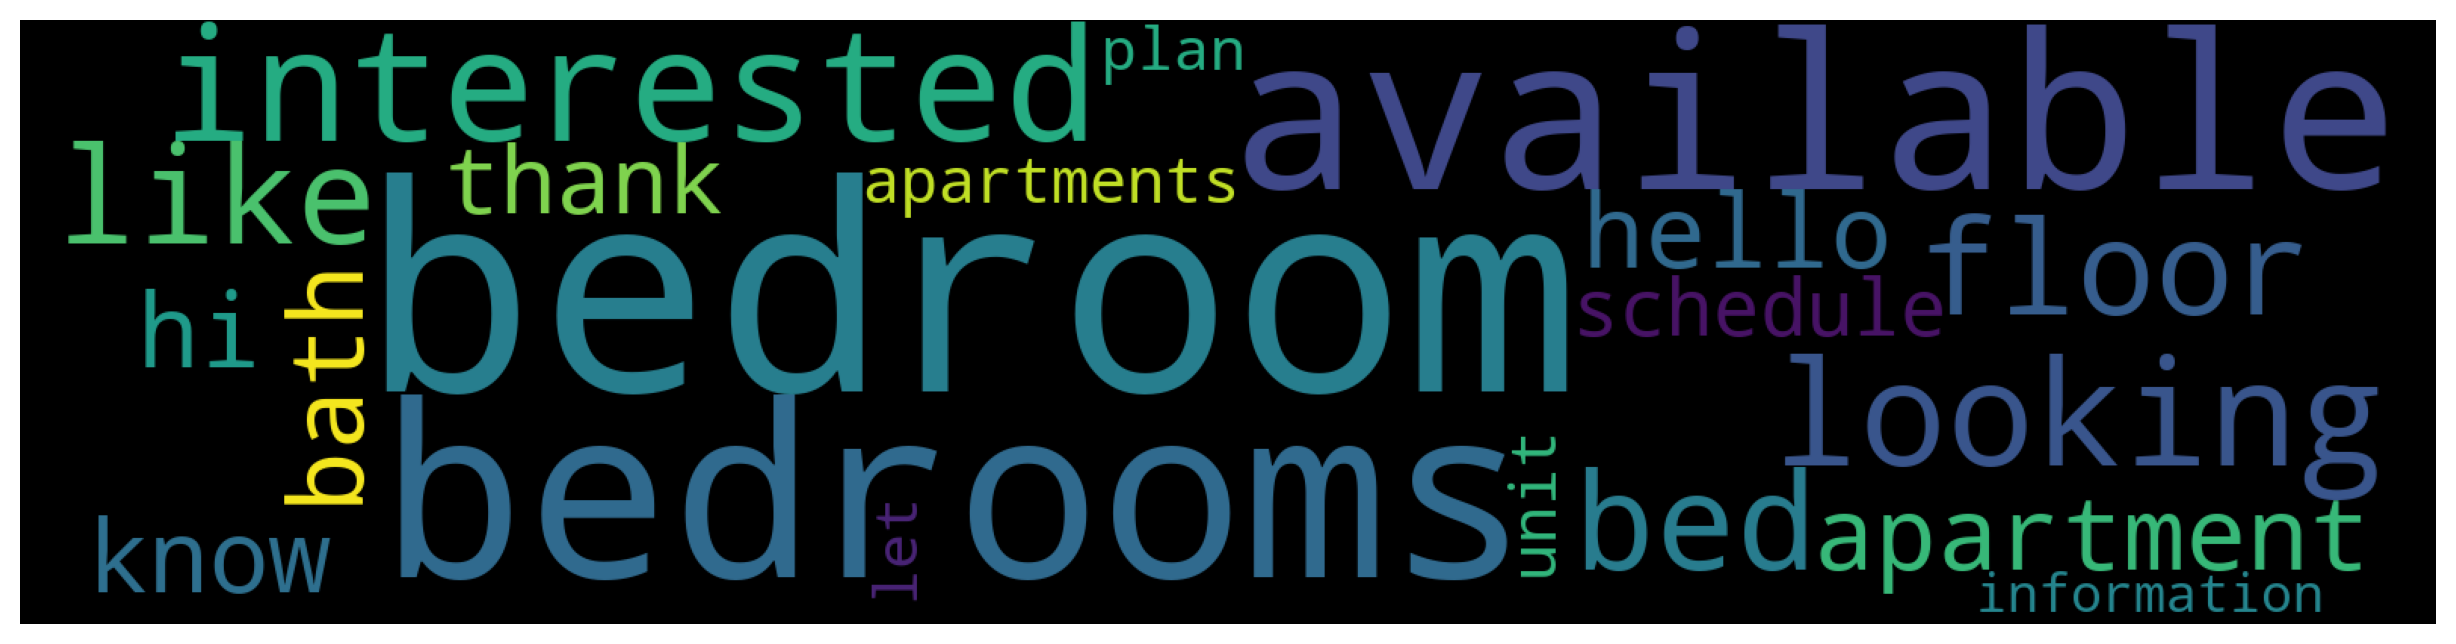 interested
plan
available
like
thank
apartments
bedroom
hello
floor
hi
bath
schedule
looking
bedrooms
know
let
unit
bed
apartment
information